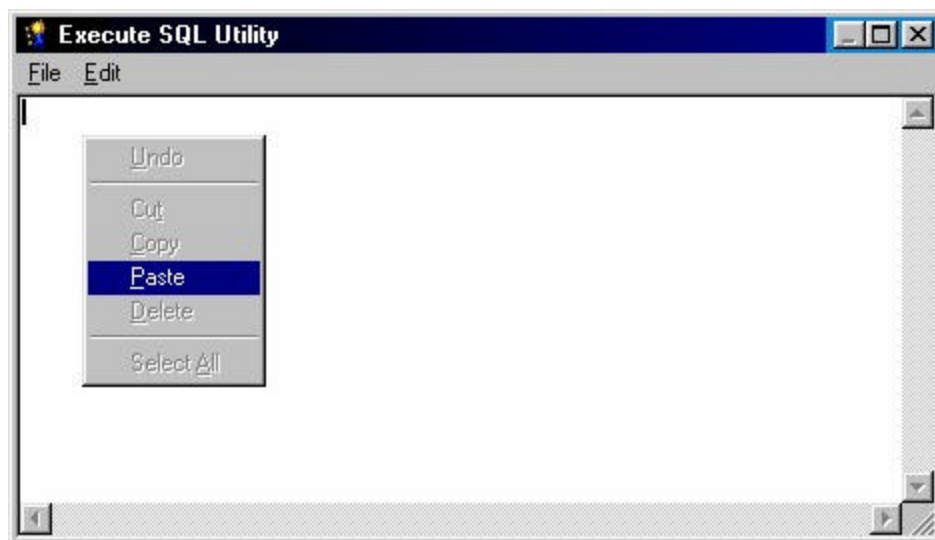 Execute SQL Utility
File Edit
Undo
Cut
Copy
Paste
Delete
Select All